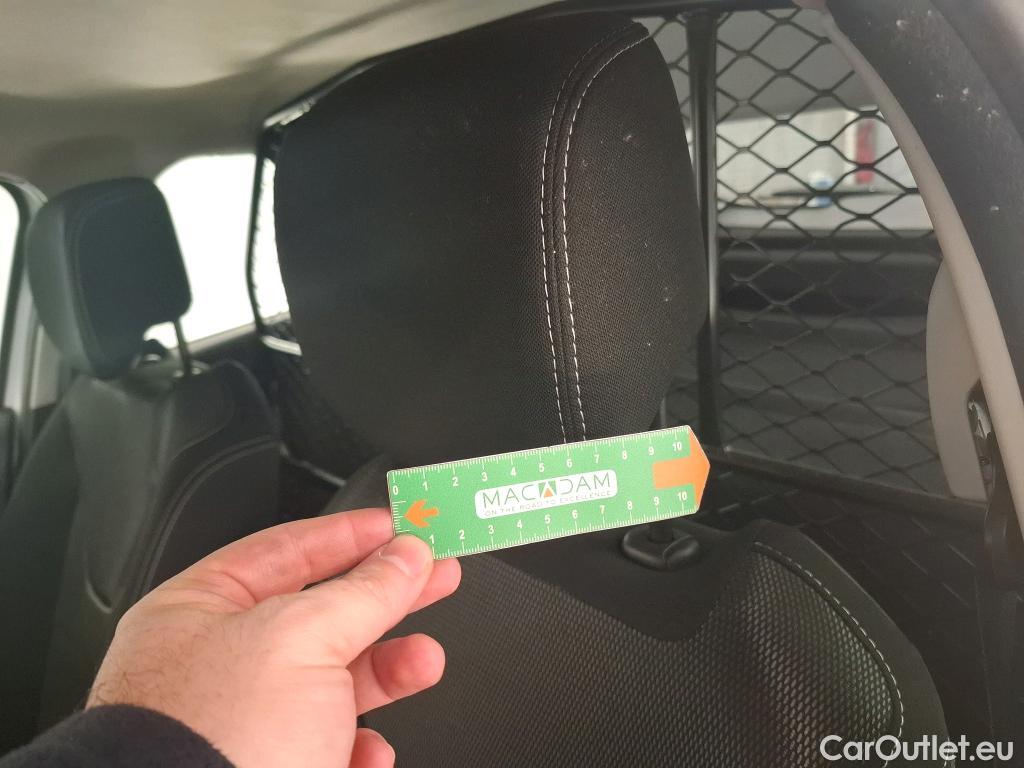 0 1 2 3 4 5 6 7 8 9 10
MACADAM
ON THE ROAD TO EXCELLENCE
1 2 3 4 5 6 7 8 9 10
CarOutlet.eu